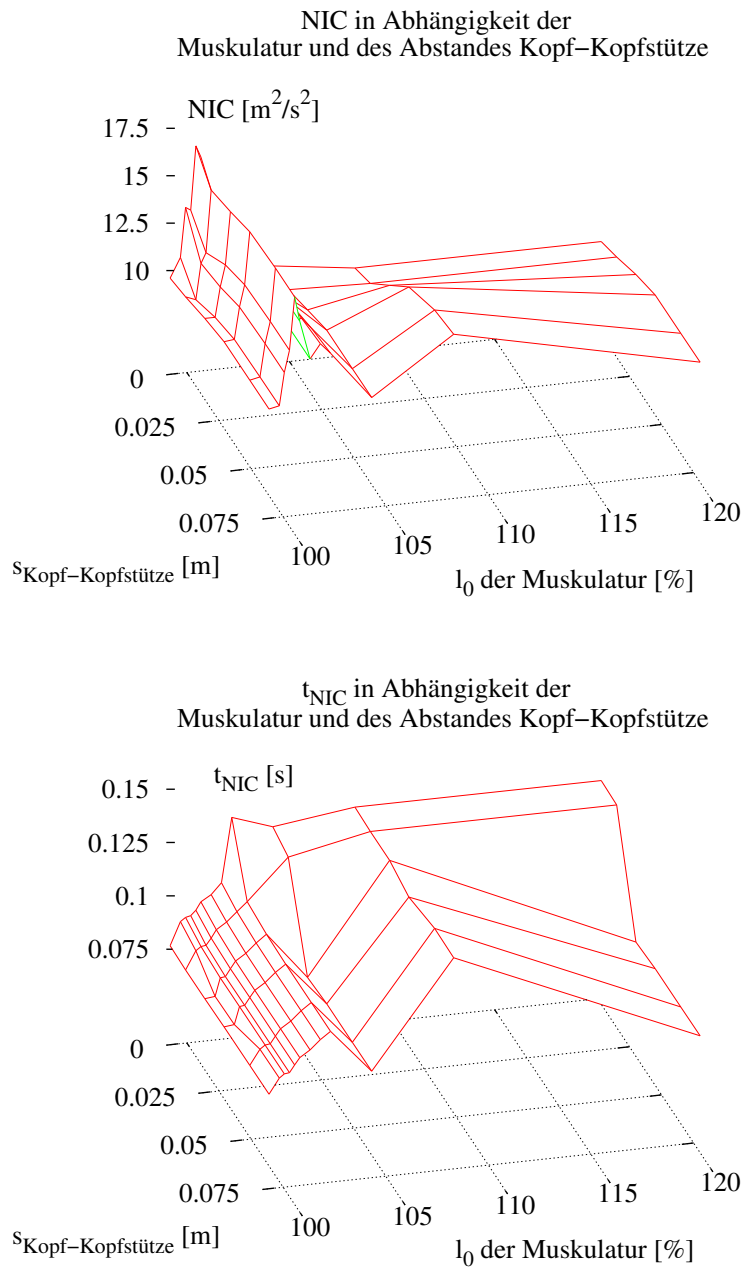 NIC in Abhängigkeit der
Muskulatur und des Abstandes Kopf−Kopfstütze
NIC [m²/s²]
17.5
15
12.5
10
0
0.025
0.05
0.075
100
105
110
115
120
s_Kopf−Kopfstütze [m]
l₀ der Muskulatur [%]
t_NIC in Abhängigkeit der
Muskulatur und des Abstandes Kopf−Kopfstütze
t_NIC [s]
0.15
0.125
0.1
0.075
0
0.025
0.05
0.075
100
105
110
115
120
s_Kopf−Kopfstütze [m]
l₀ der Muskulatur [%]